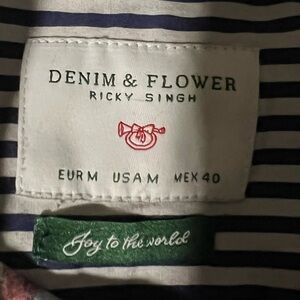 DENIM & FLOWER
RICKY SINGH
EUR M USA M MEX 40
Joy to the world